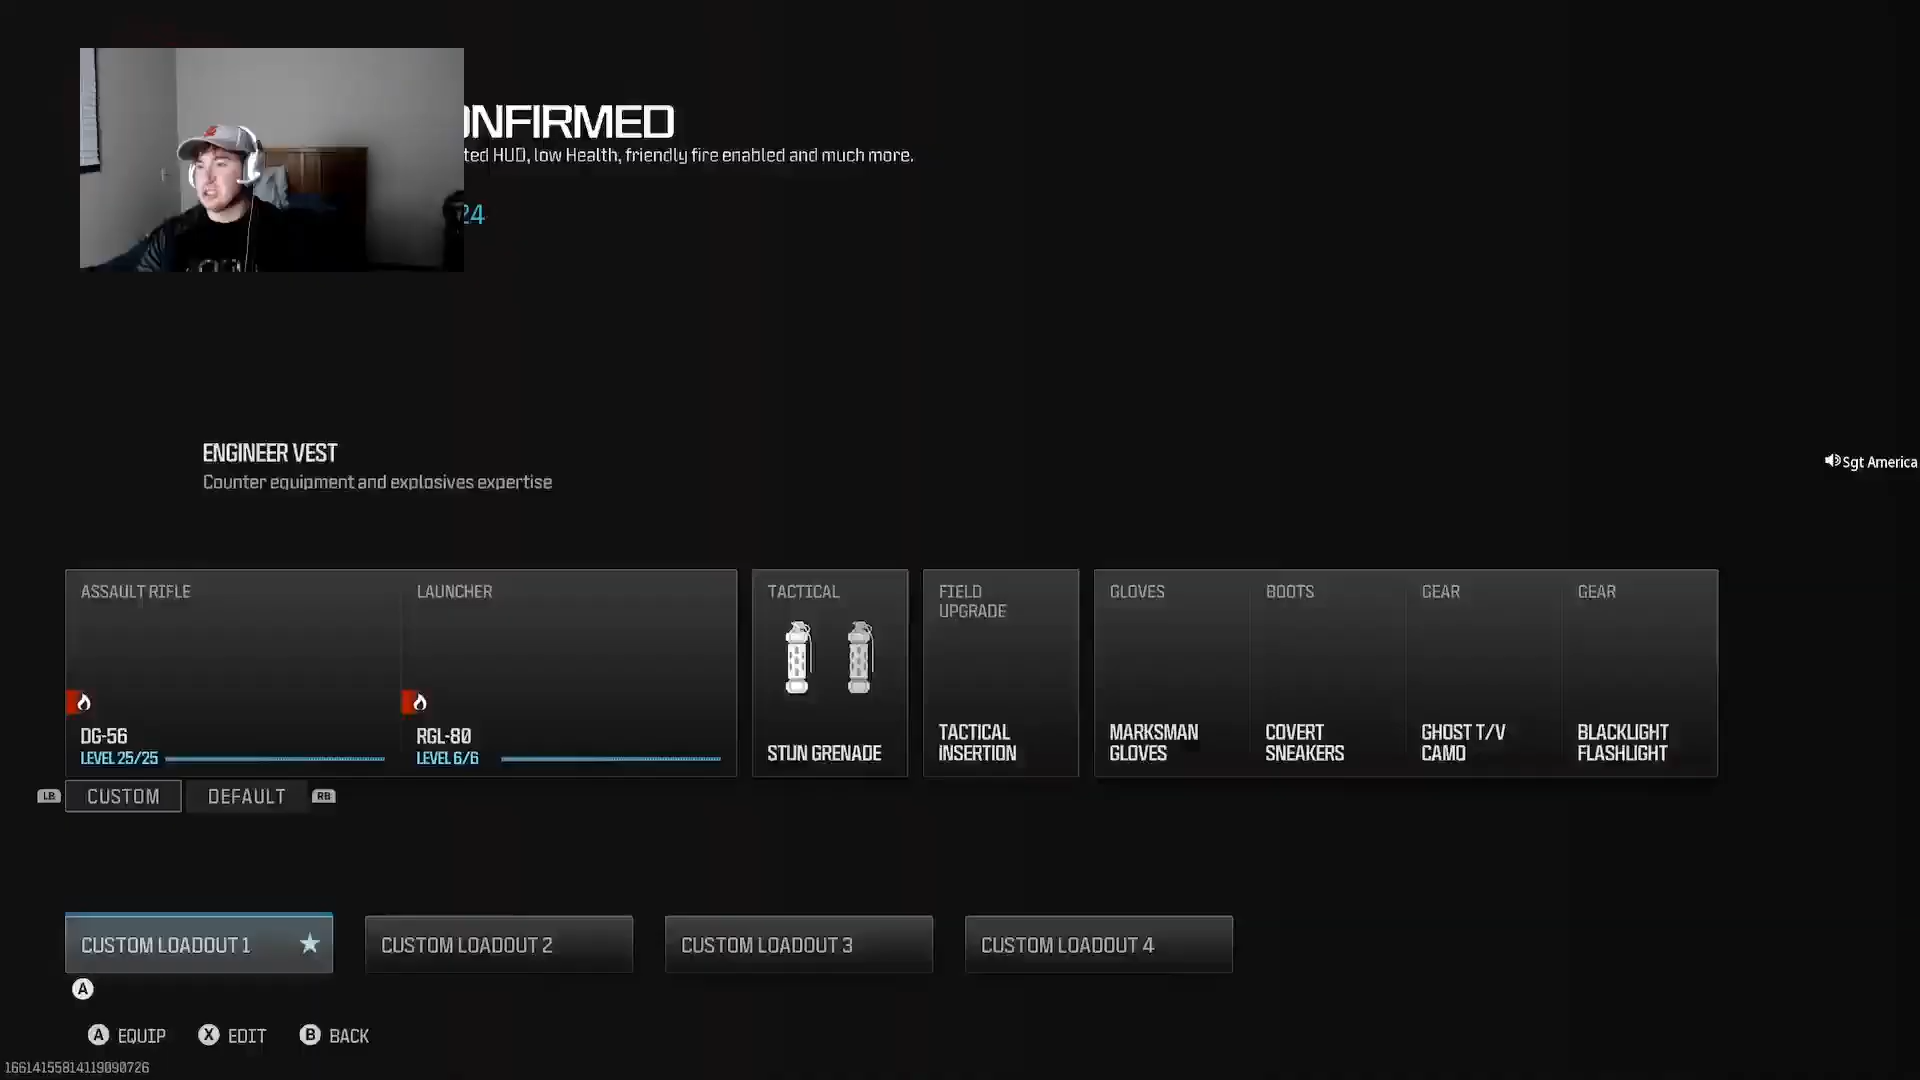 ONFIRMED
ted HUD, low Health, friendly fire enabled and much more.
24
ENGINEER VEST
Counter equipment and explosives expertise
Sgt America
ASSAULT RIFLE
LAUNCHER
TACTICAL
FIELD
UPGRADE
GLOVES
BOOTS
GEAR
GEAR
DG-56
LEVEL 25/25
RGL-80
LEVEL 6/6
STUN GRENADE
TACTICAL
INSERTION
MARKSMAN
GLOVES
COVERT
SNEAKERS
GHOST T/V
CAMO
BLACKLIGHT
FLASHLIGHT
LB CUSTOM DEFAULT RB
CUSTOM LOADOUT 1
CUSTOM LOADOUT 2
CUSTOM LOADOUT 3
CUSTOM LOADOUT 4
A
A EQUIP X EDIT B BACK
16614155814119090726